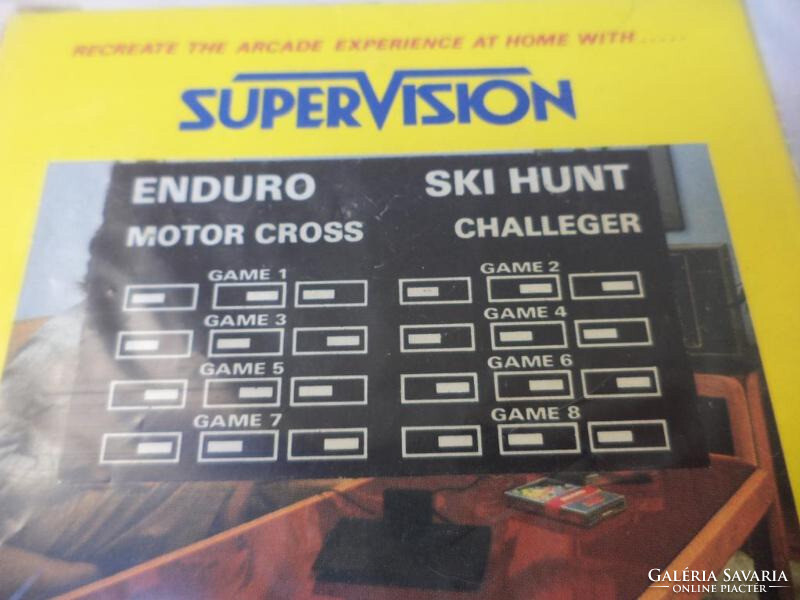 RECREATE THE ARCADE EXPERIENCE AT HOME WITH.....
SUPERVISION
ENDURO SKI HUNT
MOTOR CROSS CHALLEGER
GAME 1 GAME 2
GAME 3 GAME 4
GAME 5 GAME 6
GAME 7 GAME 8
GALÉRIA SAVARIA
ONLINE PIACTÉR